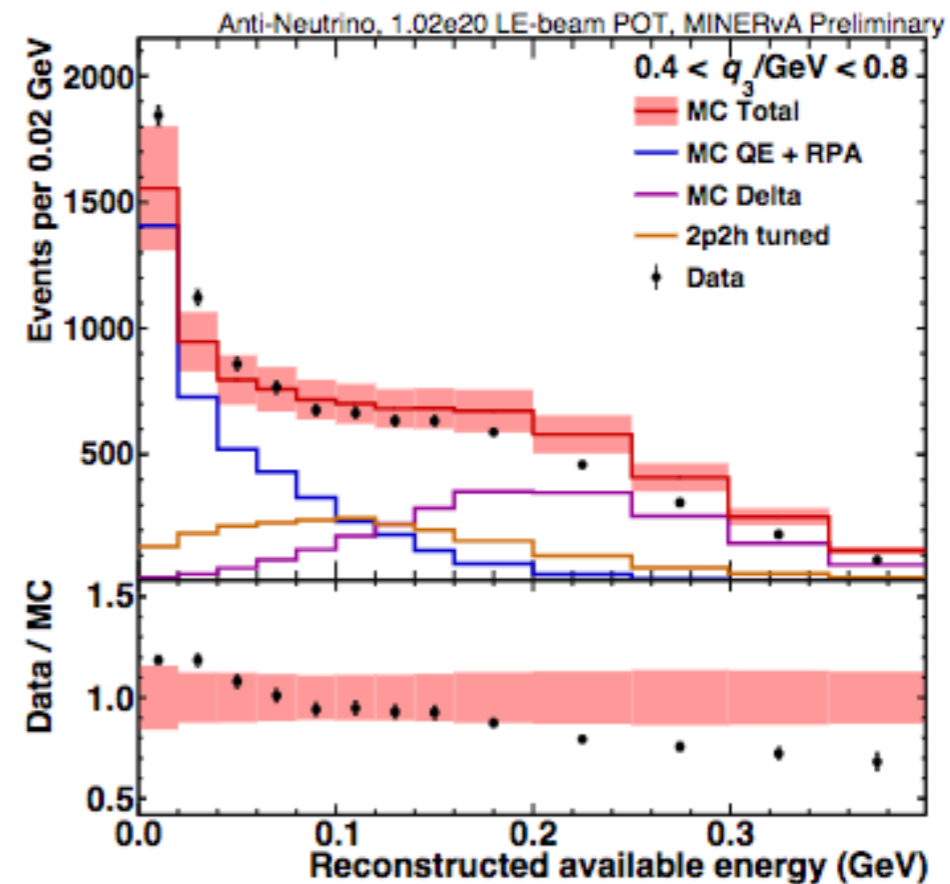 Anti-Neutrino, 1.02e20 LE-beam POT, MINERvA Preliminary
Events per 0.02 GeV
2000
1500
1000
500
0.4 < q3/GeV < 0.8
MC Total
MC QE + RPA
MC Delta
2p2h tuned
Data
Data / MC
1.5
1.0
0.5
0.0 0.1 0.2 0.3
Reconstructed available energy (GeV)